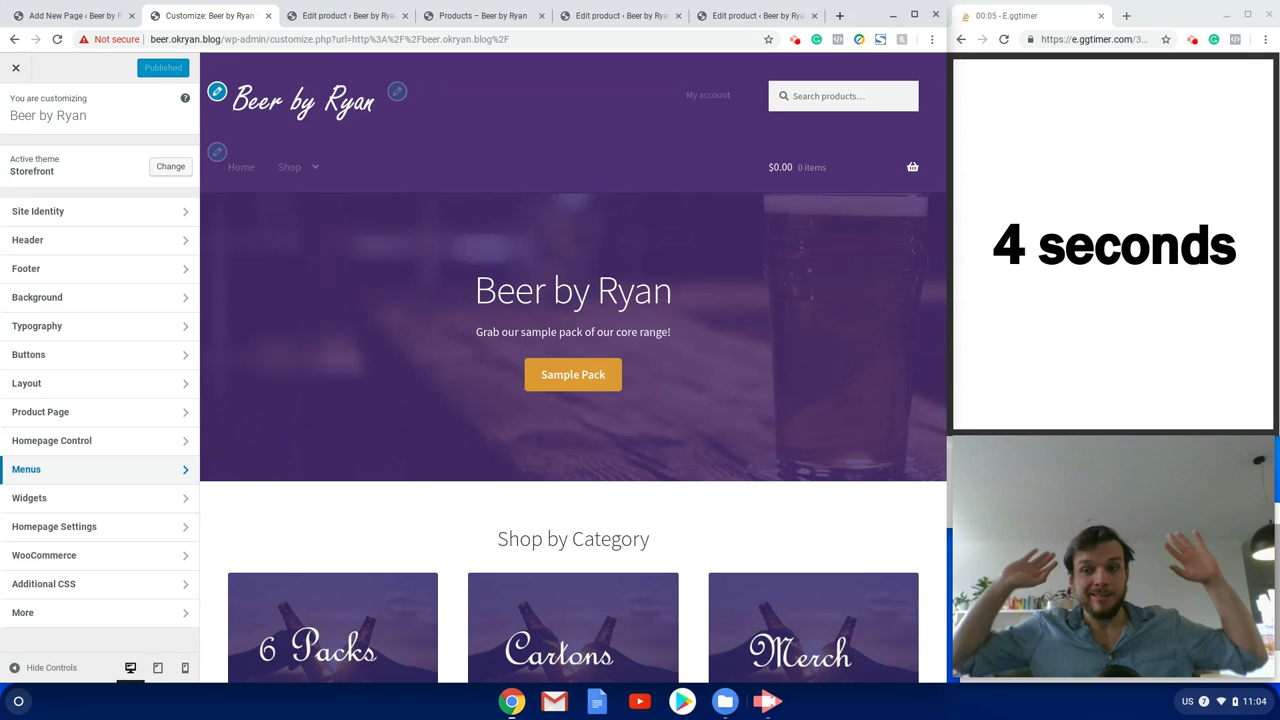 Add New Page ‹ Beer by R
Customize: Beer by Ryan –
Edit product ‹ Beer by Ry
Products – Beer by Ryan
Edit product ‹ Beer by Ry
Edit product ‹ Beer by Ry
00:05 - E.ggtimer
Not secure
beer.okryan.blog/wp-admin/customize.php?url=http%3A%2F%2Fbeer.okryan.blog%2F
https://e.ggtimer.com/3...
Published
You are customizing
Beer by Ryan
Active theme
Storefront
Change
Site Identity
Header
Footer
Background
Typography
Buttons
Layout
Product Page
Homepage Control
Menus
Widgets
Homepage Settings
WooCommerce
Additional CSS
More
Hide Controls
Beer by Ryan
My account
Search products…
Home
Shop
$0.00 0 items
Beer by Ryan
Grab our sample pack of our core range!
Sample Pack
Shop by Category
6 Packs
Cartons
Merch
4 seconds
US
7
11:04